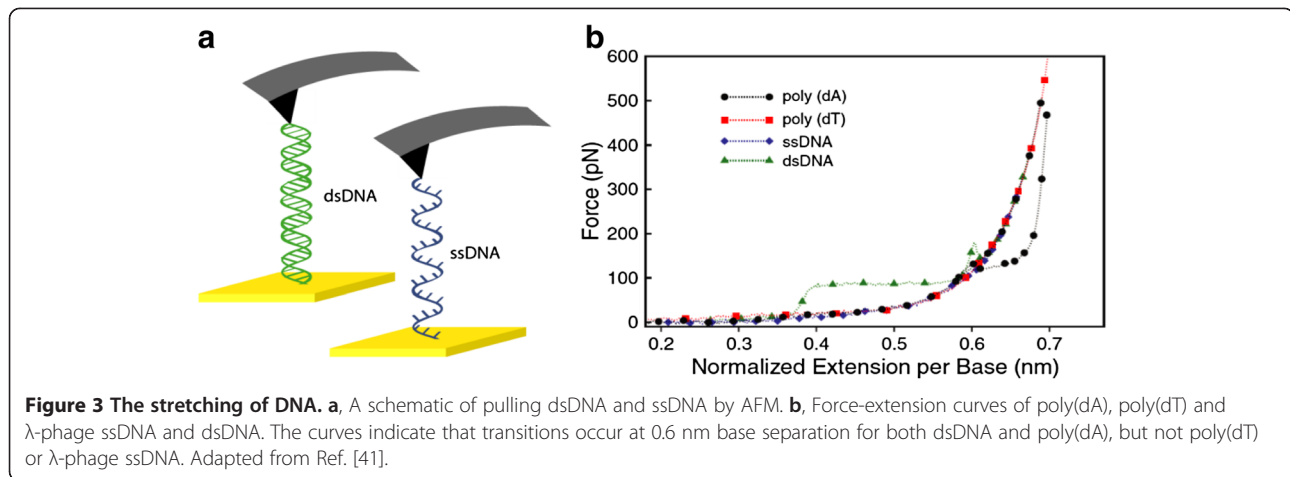 a
dsDNA
ssDNA
b
600
500
400
300
200
100
0
Force (pN)
poly (dA)
poly (dT)
ssDNA
dsDNA
0.2 0.3 0.4 0.5 0.6 0.7
Normalized Extension per Base (nm)
Figure 3 The stretching of DNA. a, A schematic of pulling dsDNA and ssDNA by AFM. b, Force-extension curves of poly(dA), poly(dT) and
λ-phage ssDNA and dsDNA. The curves indicate that transitions occur at 0.6 nm base separation for both dsDNA and poly(dA), but not poly(dT)
or λ-phage ssDNA. Adapted from Ref. [41].